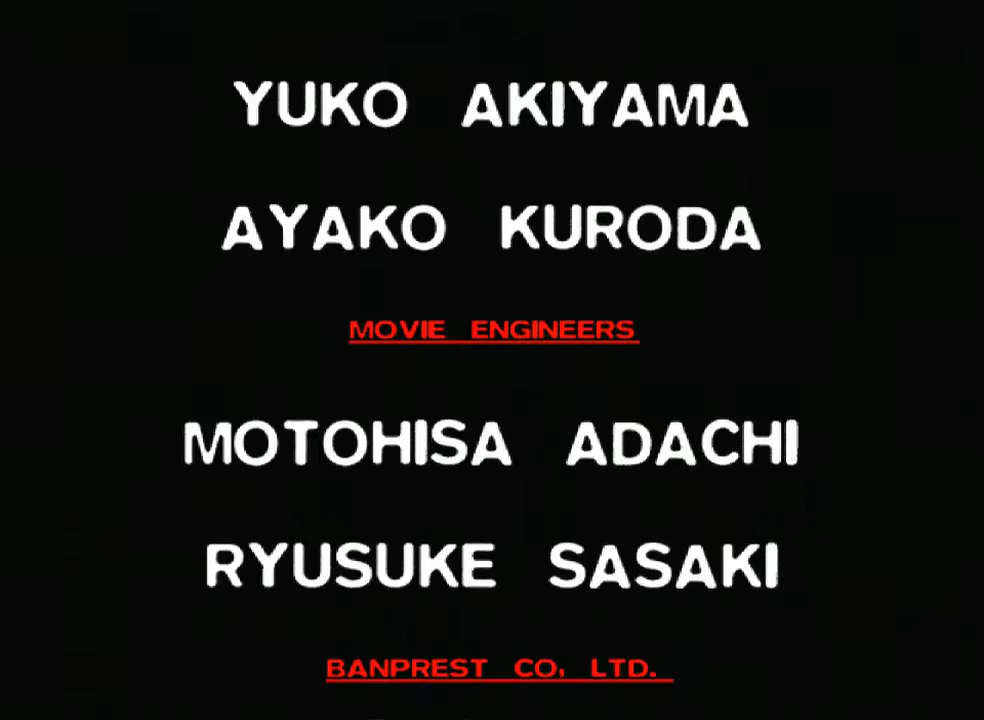 YUKO AKIYAMA
AYAKO KURODA
MOVIE ENGINEERS
MOTOHISA ADACHI
RYUSUKE SASAKI
BANPREST CO, LTD.